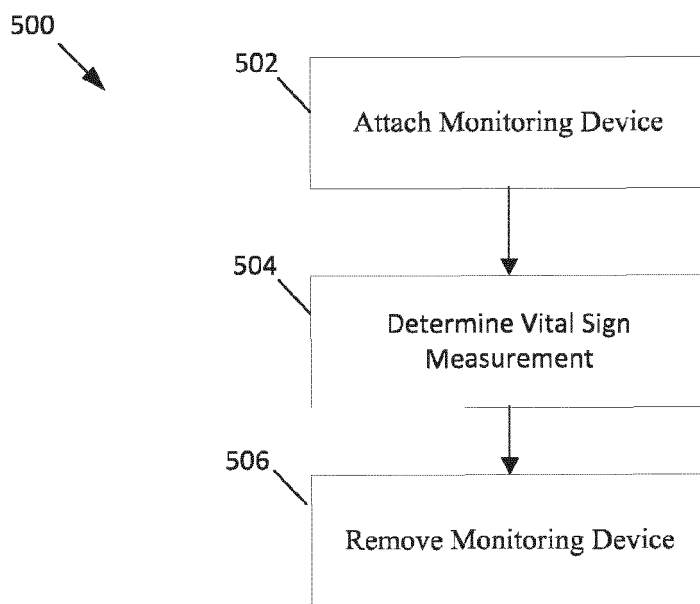 500
502
Attach Monitoring Device
504
Determine Vital Sign
Measurement
506
Remove Monitoring Device